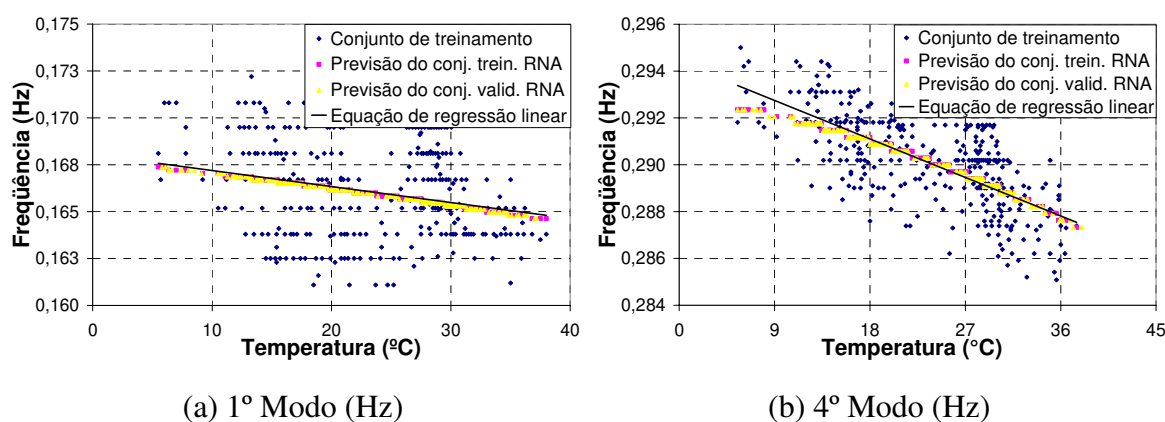 0,175
0,173
0,170
0,168
0,165
0,163
0,160
Freqüência (Hz)
Conjunto de treinamento
Previsão do conj. trein. RNA
Previsão do conj. valid. RNA
Equação de regressão linear
0 10 20 30 40
Temperatura (ºC)
(a) 1º Modo (Hz)
0,296
0,294
0,292
0,290
0,288
0,286
0,284
Freqüência (Hz)
Conjunto de treinamento
Previsão do conj. trein. RNA
Previsão do conj. valid. RNA
Equação de regressão linear
0 9 18 27 36 45
Temperatura (°C)
(b) 4º Modo (Hz)